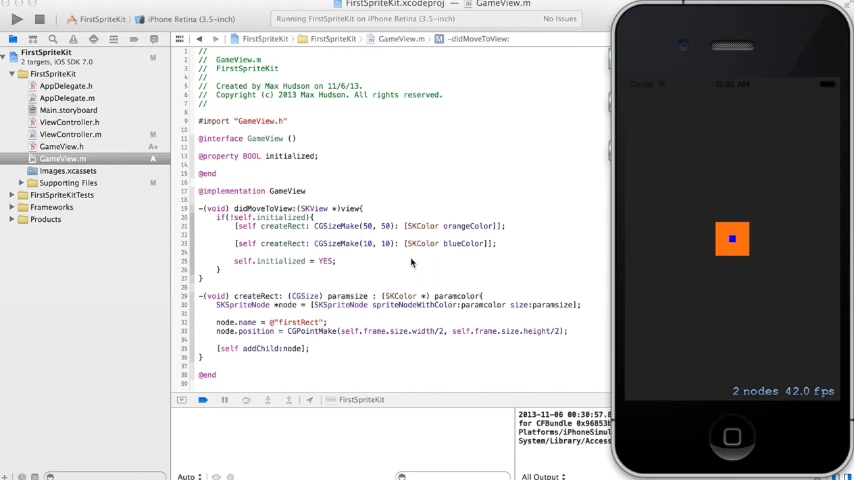 FirstSpriteKit.xcodeproj — GameView.m
FirstSpriteKit iPhone Retina (3.5-inch)
Running FirstSpriteKit on iPhone Retina (3.5-inch)
No Issues
FirstSpriteKit FirstSpriteKit GameView.m -didMoveToView:
FirstSpriteKit
2 targets, iOS SDK 7.0
M
FirstSpriteKit
AppDelegate.h
AppDelegate.m
Main.storyboard
ViewController.h
ViewController.m
M
GameView.h
A+
GameView.m
A
Images.xcassets
Supporting Files
M
FirstSpriteKitTests
Frameworks
Products
//
// GameView.m
// FirstSpriteKit
//
// Created by Max Hudson on 11/6/13.
// Copyright (c) 2013 Max Hudson. All rights reserved.
//
#import "GameView.h"
@interface GameView ()
@property BOOL initialized;
@end
@implementation GameView
-(void) didMoveToView:(SKView *)view{
if(!self.initialized){
[self createRect: CGSizeMake(50, 50): [SKColor orangeColor]];
[self createRect: CGSizeMake(10, 10): [SKColor blueColor]];
self.initialized = YES;
}
}
-(void) createRect: (CGSize) paramsize : (SKColor *) paramcolor{
SKSpriteNode *node = [SKSpriteNode spriteNodeWithColor:paramcolor size:paramsize];
node.name = @"firstRect";
node.position = CGPointMake(self.frame.size.width/2, self.frame.size.height/2);
[self addChild:node];
}
@end
FirstSpriteKit
2013-11-06 00:30:57.8
for CFBundle 0x96853b
Platforms/iPhoneSimul
System/Library/Access
Auto
All Output
Carrier
12:30 AM
2 nodes 42.0 fps